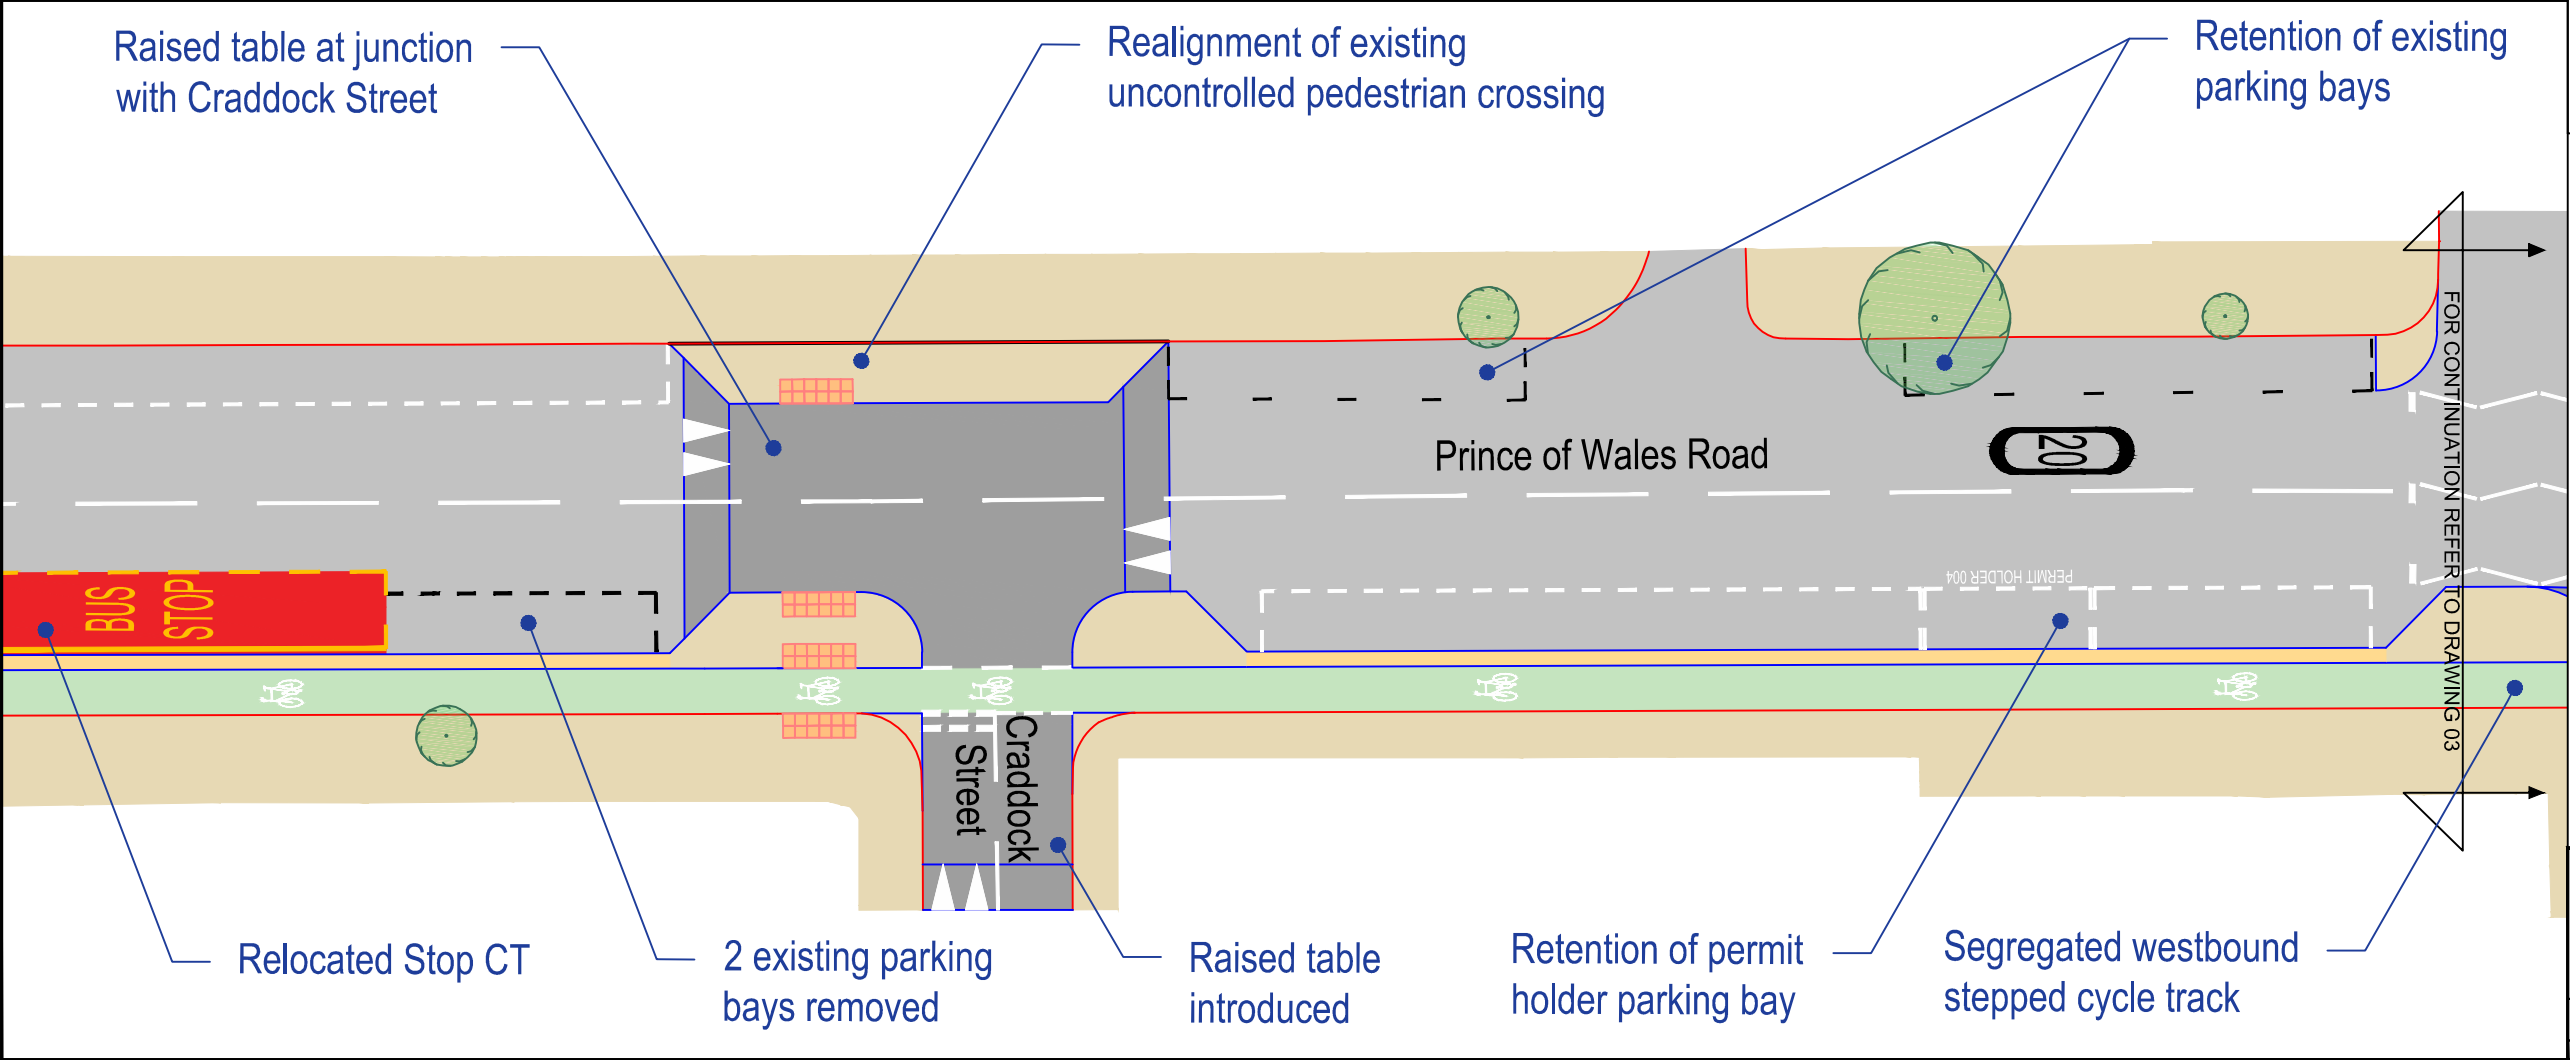 Raised table at junction
with Craddock Street
Realignment of existing
uncontrolled pedestrian crossing
Retention of existing
parking bays
Prince of Wales Road
20
FOR CONTINUATION REFER TO DRAWING 03
PERMIT HOLDER 004
BUS
STOP
Craddock
Street
Relocated Stop CT
2 existing parking
bays removed
Raised table
introduced
Retention of permit
holder parking bay
Segregated westbound
stepped cycle track